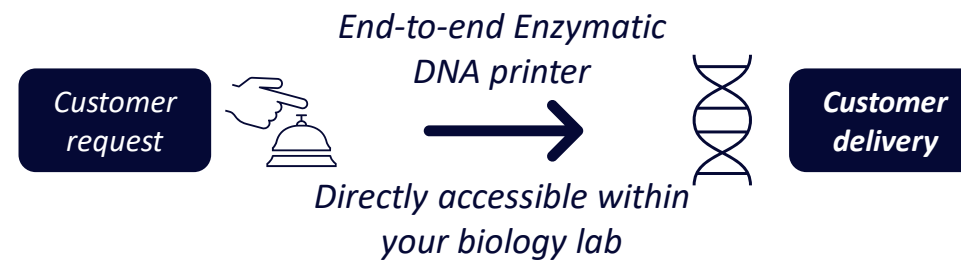 End-to-end Enzymatic
DNA printer
Customer
request
Customer
delivery
Directly accessible within
your biology lab